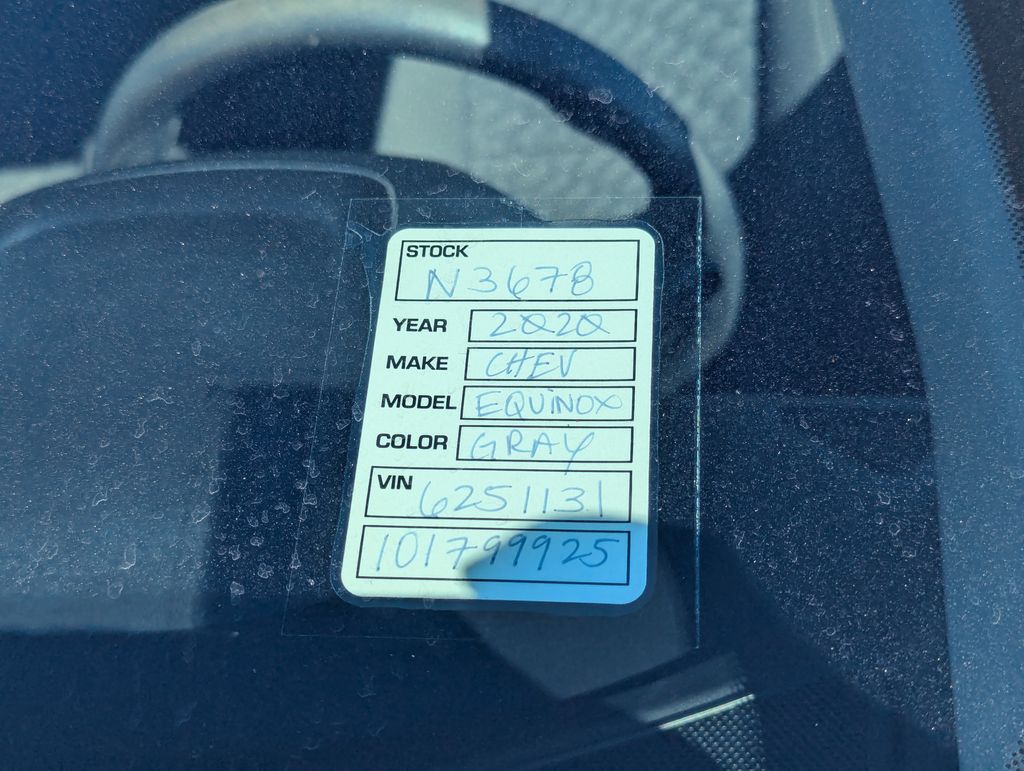 STOCK
N3678
YEAR 2020
MAKE CHEV
MODEL EQUINOX
COLOR GRAY
VIN 6251131
101799925